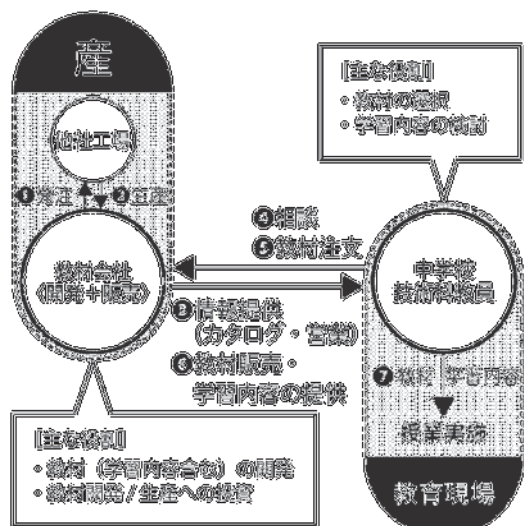 産
他社工場
❶発注
❷生産
教材会社
(開発+販売)
[主な役割]
・教材の選択
・学習内容の検討
❹相談
❺教材注文
中学校
技術科教員
❸情報提供
(カタログ・営業)
❻教材販売・
学習内容の提供
❼教材 学習内容
授業実施
教育現場
[主な役割]
・教材(学習内容含む)の開発
・教材開発/生産への投資